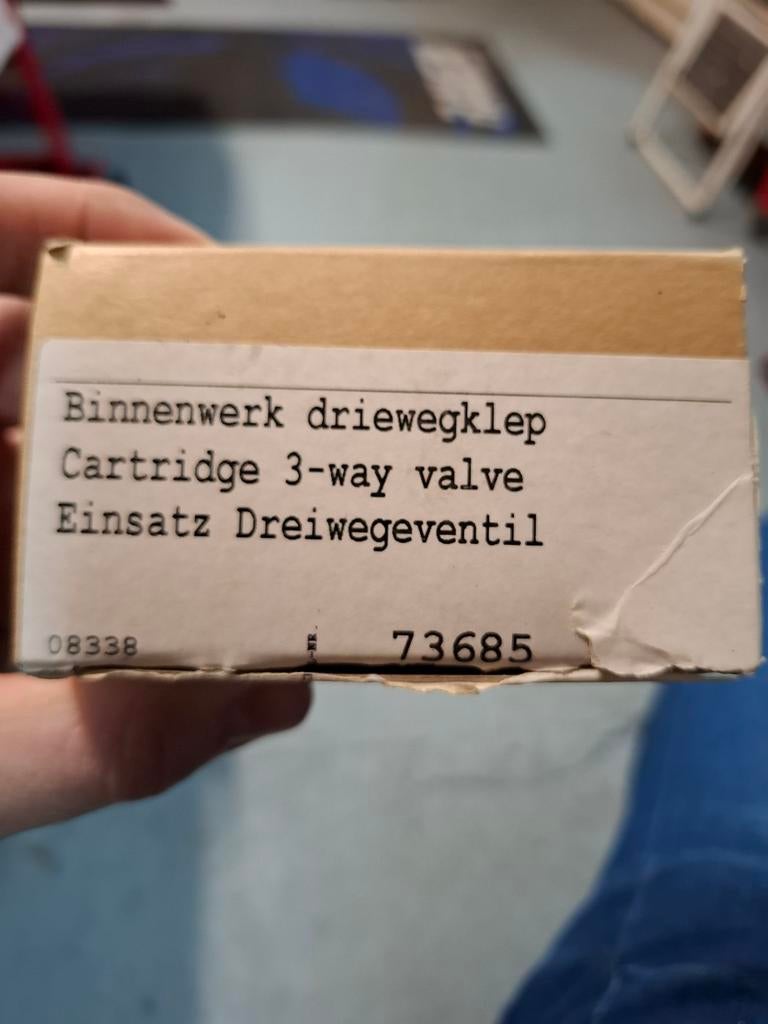 Binnenwerk driewegklep
Cartridge 3-way valve
Einsatz Dreiwegeventil
08338 73685